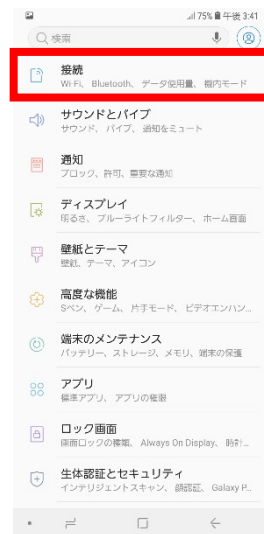 75% 午後 3:41
検索
接続
Wi-Fi、 Bluetooth、 データ使用量、 機内モード
サウンドとバイブ
サウンド、 バイブ、 通知をミュート
通知
ブロック、許可、重要な通知
ディスプレイ
明るさ、 ブルーライトフィルター、 ホーム画面
壁紙とテーマ
壁紙、テーマ、アイコン
高度な機能
Sペン、 ゲーム、 片手モード、 ビデオエンハン...
端末のメンテナンス
バッテリー、ストレージ、メモリ、端末の保護
アプリ
標準アプリ、 アプリの権限
ロック画面
画面ロックの種類、 Always On Display、 時計...
生体認証とセキュリティ
インテリジェントスキャン、 顔認証、 Galaxy P...